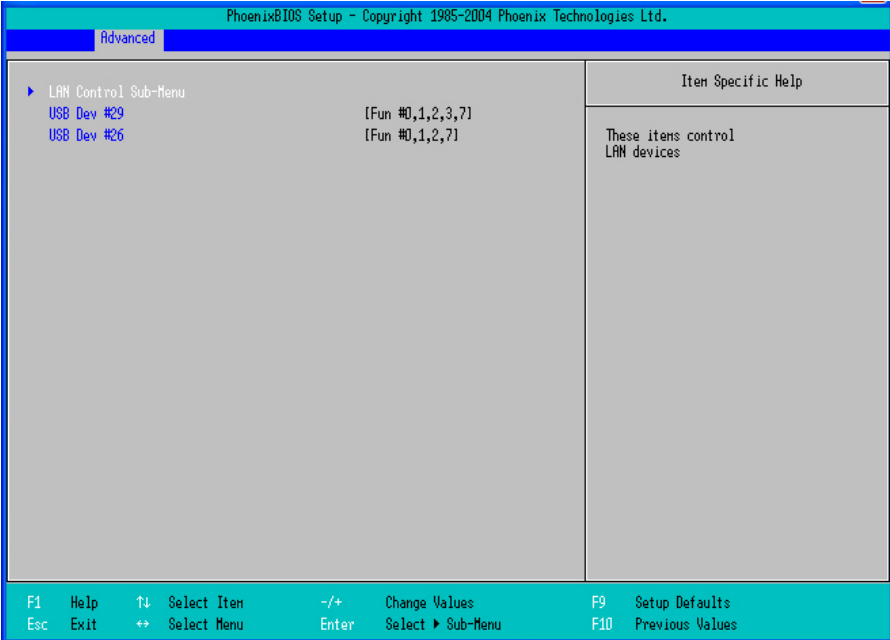 PhoenixBIOS Setup - Copyright 1985-2004 Phoenix Technologies Ltd.
Advanced
LAN Control Sub-Menu
USB Dev #29 [Fun #0,1,2,3,7]
USB Dev #26 [Fun #0,1,2,7]
Item Specific Help
These items control
LAN devices
F1 Help ↑↓ Select Item -/+ Change Values F9 Setup Defaults
Esc Exit ↔ Select Menu Enter Select ▶ Sub-Menu F10 Previous Values